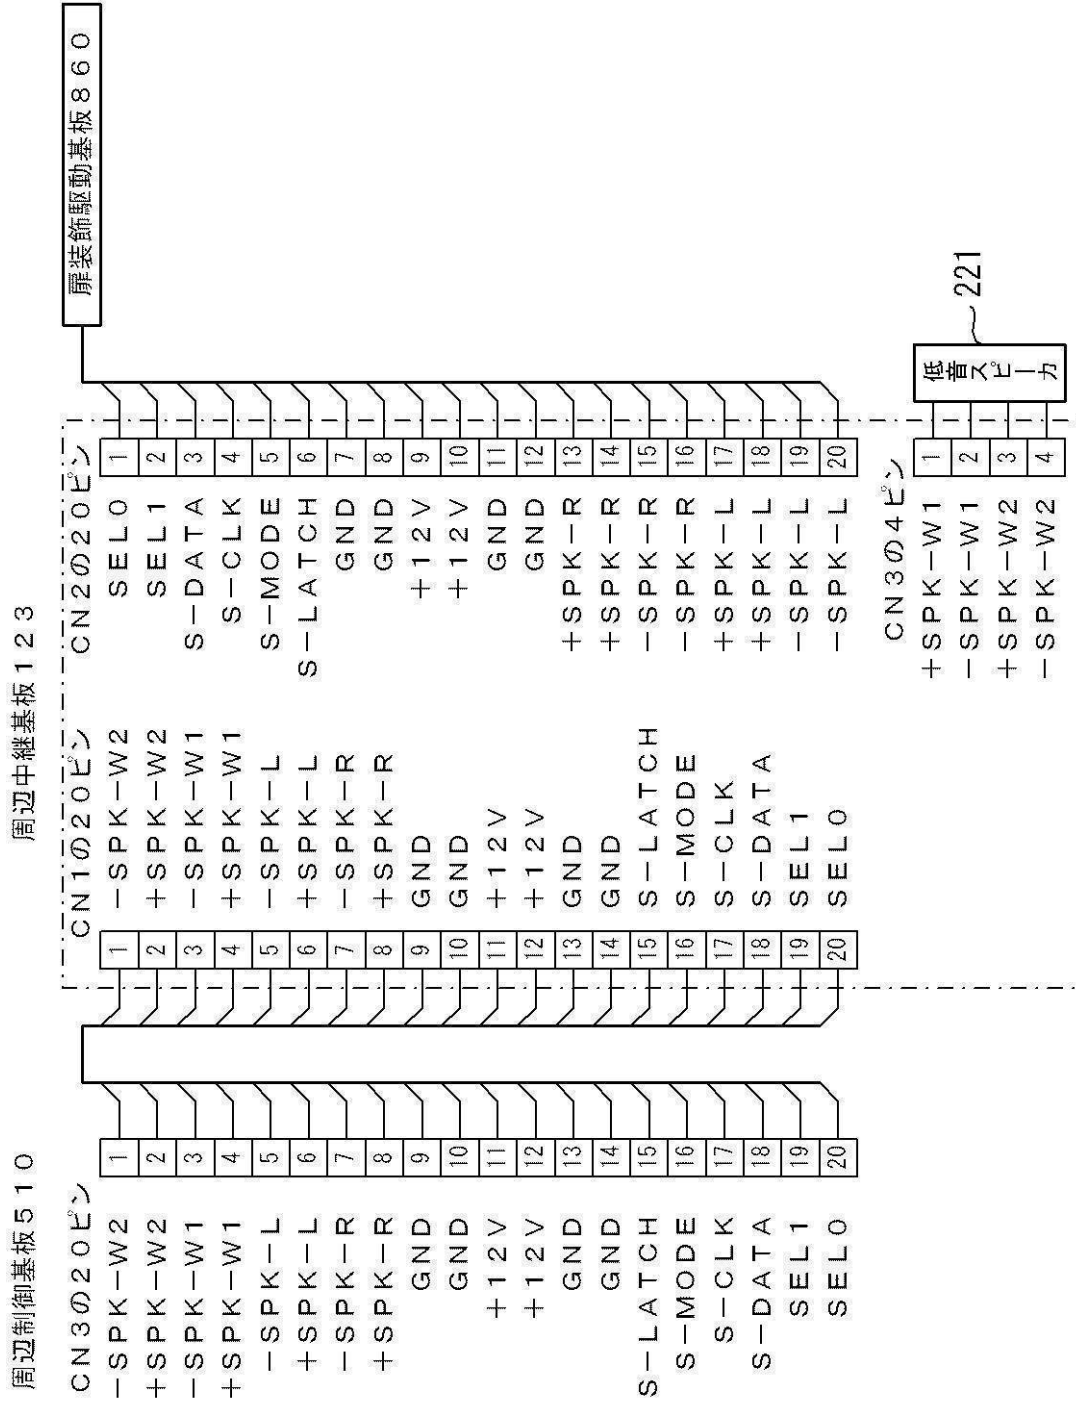 周辺制御基板５１０
ＣＮ３の２０ピン
－ＳＰＫ－Ｗ２ 1
＋ＳＰＫ－Ｗ２ 2
－ＳＰＫ－Ｗ１ 3
＋ＳＰＫ－Ｗ１ 4
－ＳＰＫ－Ｌ 5
＋ＳＰＫ－Ｌ 6
－ＳＰＫ－Ｒ 7
＋ＳＰＫ－Ｒ 8
ＧＮＤ 9
ＧＮＤ 10
＋１２Ｖ 11
＋１２Ｖ 12
ＧＮＤ 13
ＧＮＤ 14
Ｓ－ＬＡＴＣＨ 15
Ｓ－ＭＯＤＥ 16
Ｓ－ＣＬＫ 17
Ｓ－ＤＡＴＡ 18
ＳＥＬ１ 19
ＳＥＬ０ 20
周辺中継基板１２３
ＣＮ１の２０ピン
1 －ＳＰＫ－Ｗ２
2 ＋ＳＰＫ－Ｗ２
3 －ＳＰＫ－Ｗ１
4 ＋ＳＰＫ－Ｗ１
5 －ＳＰＫ－Ｌ
6 ＋ＳＰＫ－Ｌ
7 －ＳＰＫ－Ｒ
8 ＋ＳＰＫ－Ｒ
9 ＧＮＤ
10 ＧＮＤ
11 ＋１２Ｖ
12 ＋１２Ｖ
13 ＧＮＤ
14 ＧＮＤ
15 Ｓ－ＬＡＴＣＨ
16 Ｓ－ＭＯＤＥ
17 Ｓ－ＣＬＫ
18 Ｓ－ＤＡＴＡ
19 ＳＥＬ１
20 ＳＥＬ０
ＣＮ２の２０ピン
ＳＥＬ０ 1
ＳＥＬ１ 2
Ｓ－ＤＡＴＡ 3
Ｓ－ＣＬＫ 4
Ｓ－ＭＯＤＥ 5
Ｓ－ＬＡＴＣＨ 6
ＧＮＤ 7
ＧＮＤ 8
＋１２Ｖ 9
＋１２Ｖ 10
ＧＮＤ 11
ＧＮＤ 12
＋ＳＰＫ－Ｒ 13
＋ＳＰＫ－Ｒ 14
－ＳＰＫ－Ｒ 15
－ＳＰＫ－Ｒ 16
＋ＳＰＫ－Ｌ 17
＋ＳＰＫ－Ｌ 18
－ＳＰＫ－Ｌ 19
－ＳＰＫ－Ｌ 20
ＣＮ３の４ピン
＋ＳＰＫ－Ｗ１ 1
－ＳＰＫ－Ｗ１ 2
＋ＳＰＫ－Ｗ２ 3
－ＳＰＫ－Ｗ２ 4
扉装飾駆動基板８６０
低音スピーカ
221